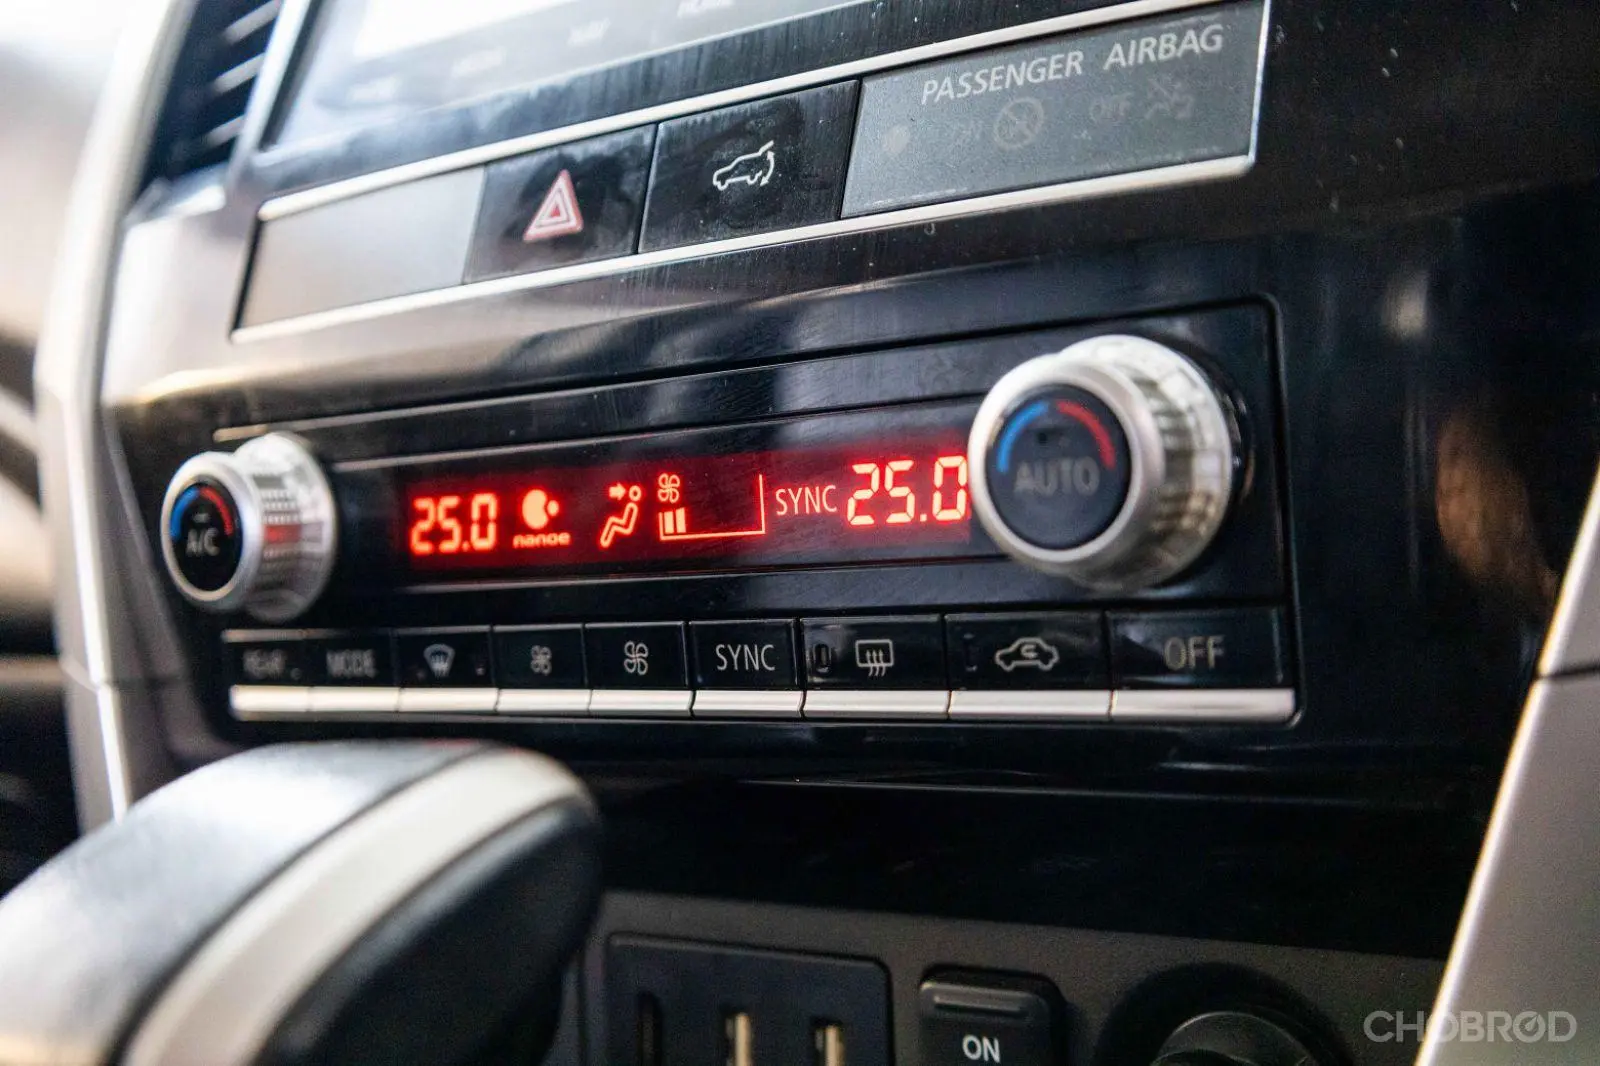 PASSENGER AIRBAG
ON OFF
25.0 nanoe SYNC 25.0
A/C AUTO
REAR MODE SYNC OFF
ON
CHOBROD